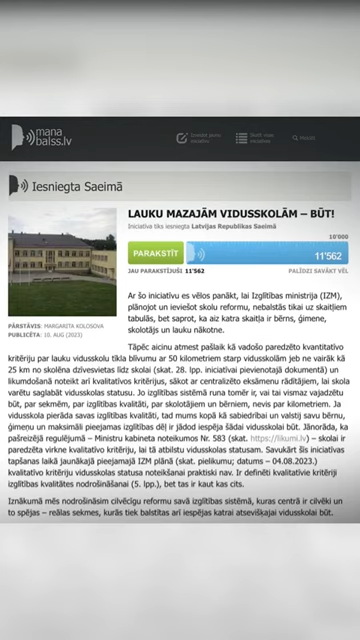 mana
balss.lv
Iesniegta Saeimā
LAUKU MAZAJĀM VIDUSSKOLĀM – BŪT!
Iniciatīva tiks iesniegta Latvijas Republikas Saeimā
10'000
PARAKSTĪT
11'562
JAU PARAKSTĪJUŠI 11'562
PALĪDZI SAVĀKT VĒL
Ar šo iniciatīvu es vēlos panākt, lai Izglītības ministrija (IZM),
plānojot un ieviešot skolu reformu, nebalstās tikai uz skaitļiem
tabulās, bet saprot, ka aiz katra skaitļa ir bērns, ģimene,
skolotājs un lauku nākotne.
PĀRSTĀVIS: MARGARITA KOLOSOVA
PUBLICĒTA: 10. AUG (2023)
Tāpēc aicinu atmest pašlaik kā vadošo paredzēto kvantitatīvo
kritēriju par lauku vidusskolu tīkla blīvumu ar 50 kilometriem starp vidusskolām jeb ne vairāk kā
25 km no skolēna dzīvesvietas līdz skolai (skat. 28. lpp. iniciatīvai pievienotajā dokumentā) un
likumdošanā noteikt arī kvalitatīvos kritērijus, sākot ar centralizēto eksāmenu rādītājiem, lai skola
varētu saglabāt vidusskolas statusu. Jo izglītības sistēmā runa tomēr ir, vai tai vismaz vajadzētu
būt, par sekmēm, par izglītības kvalitāti, par skolotājiem un bērniem, nevis par kilometriem. Ja
vidusskola pierāda savas izglītības kvalitāti, tad mums kopā kā sabiedrībai un valstij savu bērnu,
ģimeņu un maksimāli pieejamas izglītības dēļ ir jādod iespēja šādai vidusskolai būt. Jānorāda, ka
pašreizējā regulējumā – Ministru kabineta noteikumos Nr. 583 (skat. https://likumi.lv) – skolai ir
paredzēta virkne kvalitatīvo kritēriju, lai tā atbilstu vidusskolas statusam. Savukārt šīs iniciatīvas
tapšanas laikā jaunākajā pieejamajā IZM plānā (skat. pielikumu; datums – 04.08.2023.)
kvalitatīvo kritēriju vidusskolas statusa noteikšanai praktiski nav. Ir definēti kvalitatīvie kritēriji
izglītības kvalitātes nodrošināšanai (5. lpp.), bet tas ir kaut kas cits.
Iznākumā mēs nodrošināsim cilvēcīgu reformu savā izglītības sistēmā, kuras centrā ir cilvēki un
to spējas – reālas sekmes, kurās tiek balstītas arī iespējas katrai atsevišķajai vidusskolai būt.